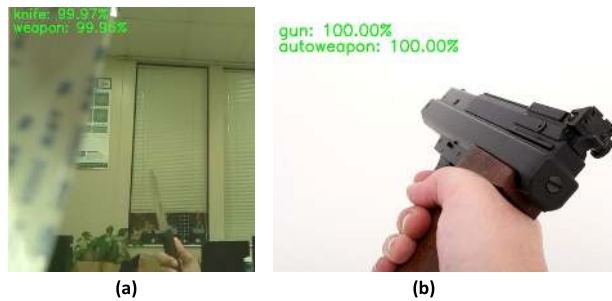 knife: 99.97%
weapon: 99.96%
gun: 100.00%
autoweapon: 100.00%
(a)
(b)